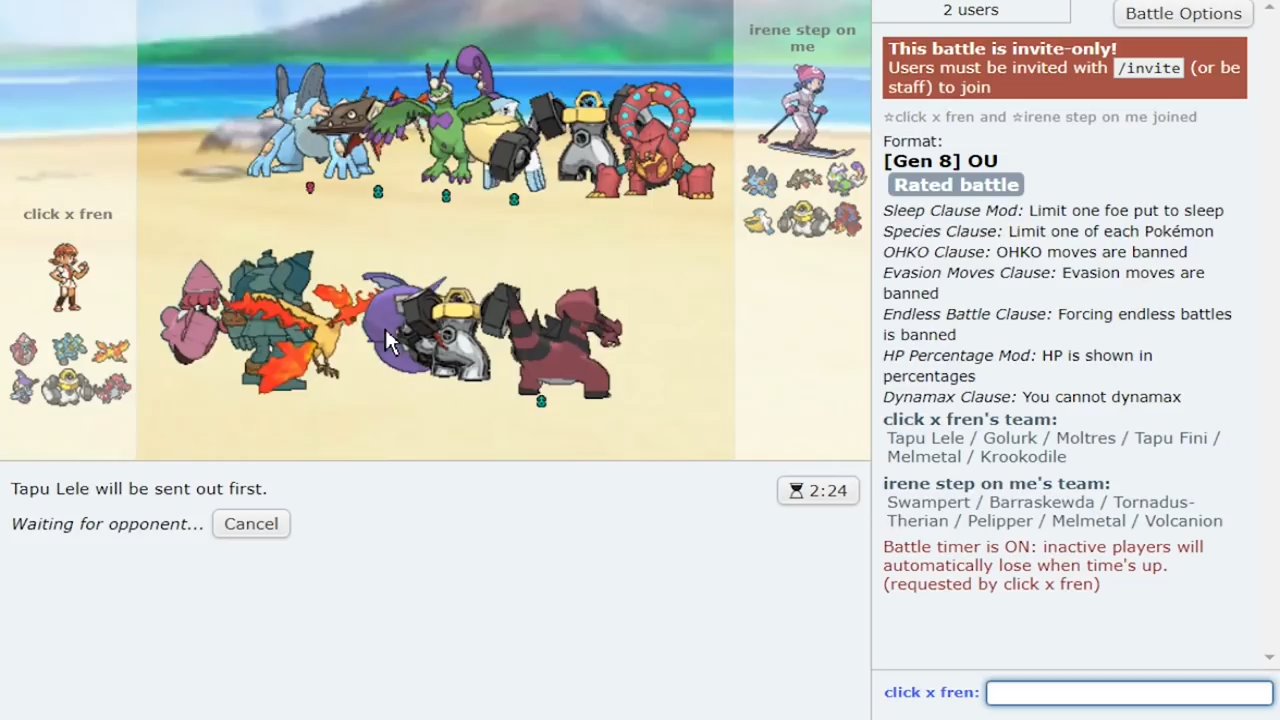 irene step on
me
click x fren
Tapu Lele will be sent out first.
2:24
Waiting for opponent... Cancel
2 users
Battle Options
This battle is invite-only!
Users must be invited with /invite (or be
staff) to join
☆click x fren and ☆irene step on me joined
Format:
[Gen 8] OU
Rated battle
Sleep Clause Mod: Limit one foe put to sleep
Species Clause: Limit one of each Pokémon
OHKO Clause: OHKO moves are banned
Evasion Moves Clause: Evasion moves are
banned
Endless Battle Clause: Forcing endless battles
is banned
HP Percentage Mod: HP is shown in
percentages
Dynamax Clause: You cannot dynamax
click x fren's team:
Tapu Lele / Golurk / Moltres / Tapu Fini /
Melmetal / Krookodile
irene step on me's team:
Swampert / Barraskewda / Tornadus-
Therian / Pelipper / Melmetal / Volcanion
Battle timer is ON: inactive players will
automatically lose when time's up.
(requested by click x fren)
click x fren: